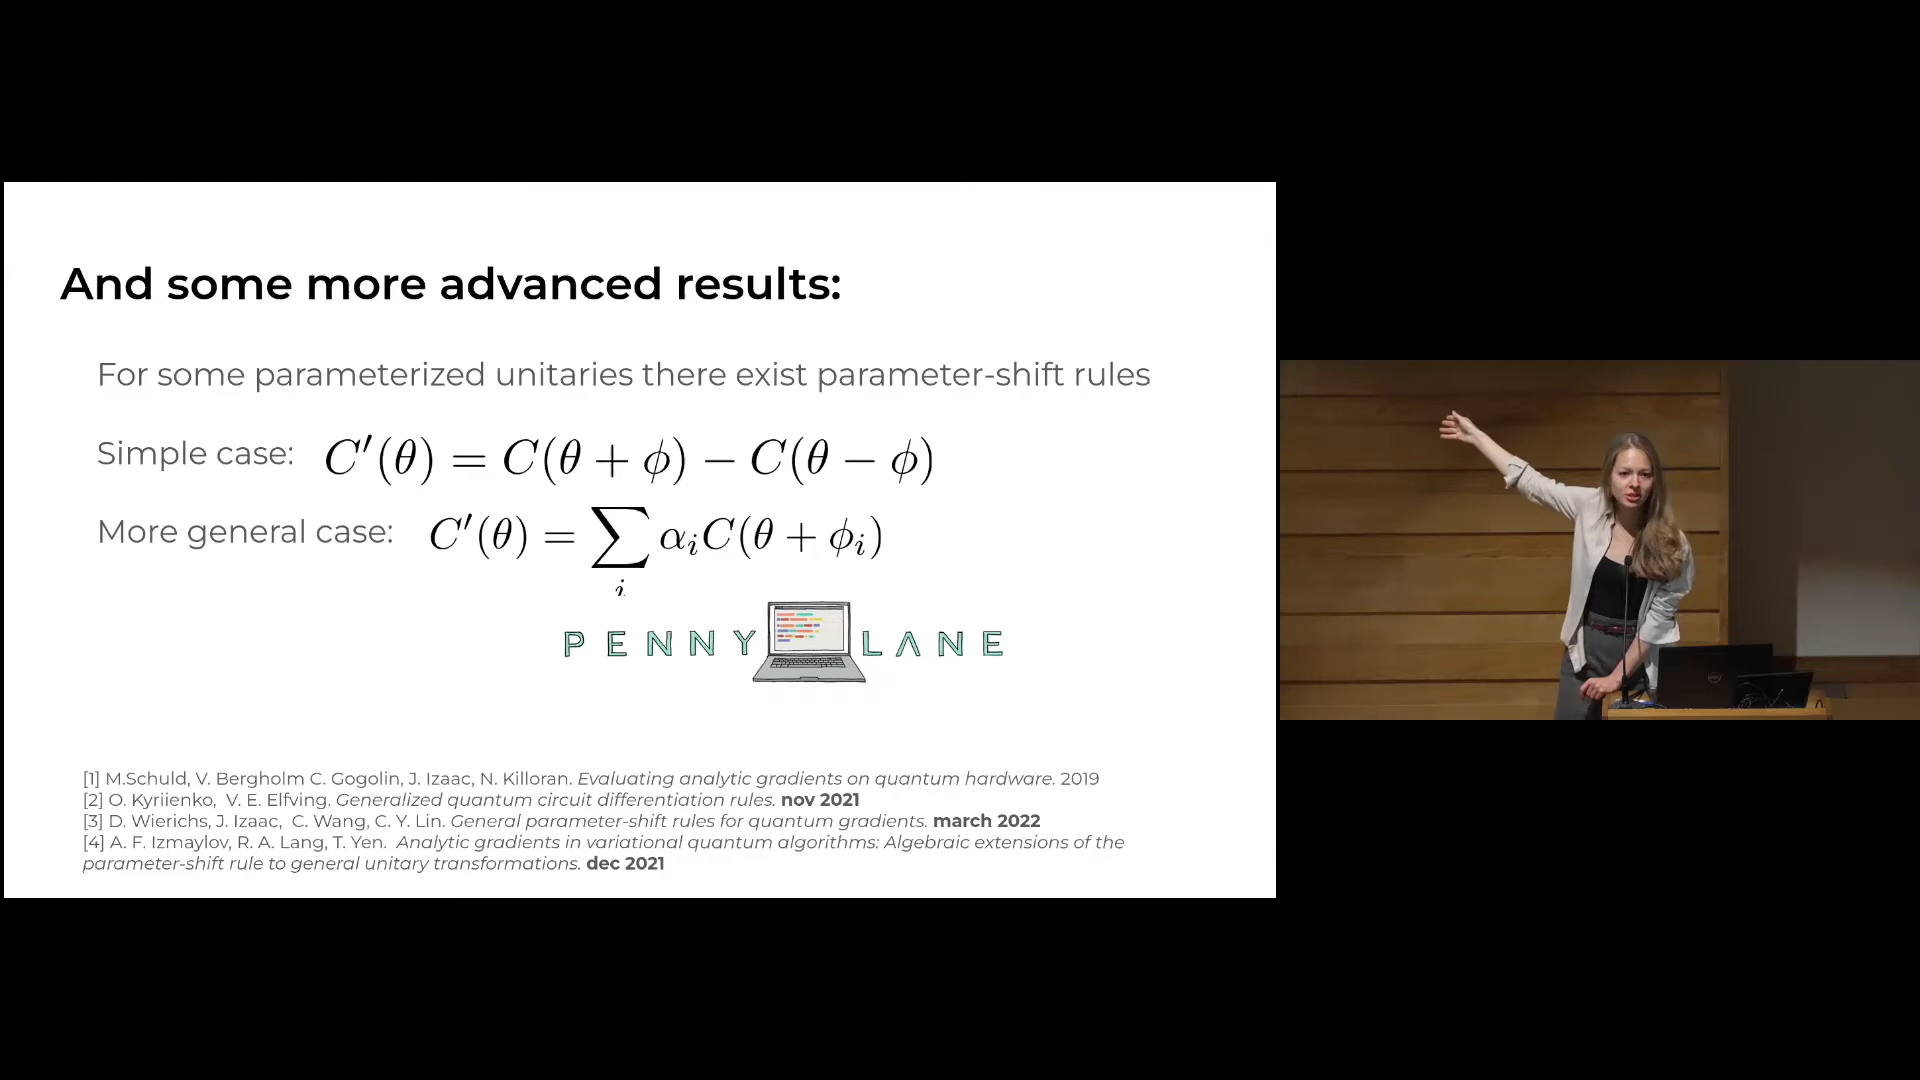 And some more advanced results:
For some parameterized unitaries there exist parameter-shift rules
Simple case: C′(θ) = C(θ + ϕ) − C(θ − ϕ)
More general case: C′(θ) = ∑ᵢ αᵢC(θ + ϕᵢ)
PENNY LANE
[1] M.Schuld, V. Bergholm C. Gogolin, J. Izaac, N. Killoran. Evaluating analytic gradients on quantum hardware. 2019
[2] O. Kyriienko, V. E. Elfving. Generalized quantum circuit differentiation rules. nov 2021
[3] D. Wierichs, J. Izaac, C. Wang, C. Y. Lin. General parameter-shift rules for quantum gradients. march 2022
[4] A. F. Izmaylov, R. A. Lang, T. Yen. Analytic gradients in variational quantum algorithms: Algebraic extensions of the
parameter-shift rule to general unitary transformations. dec 2021